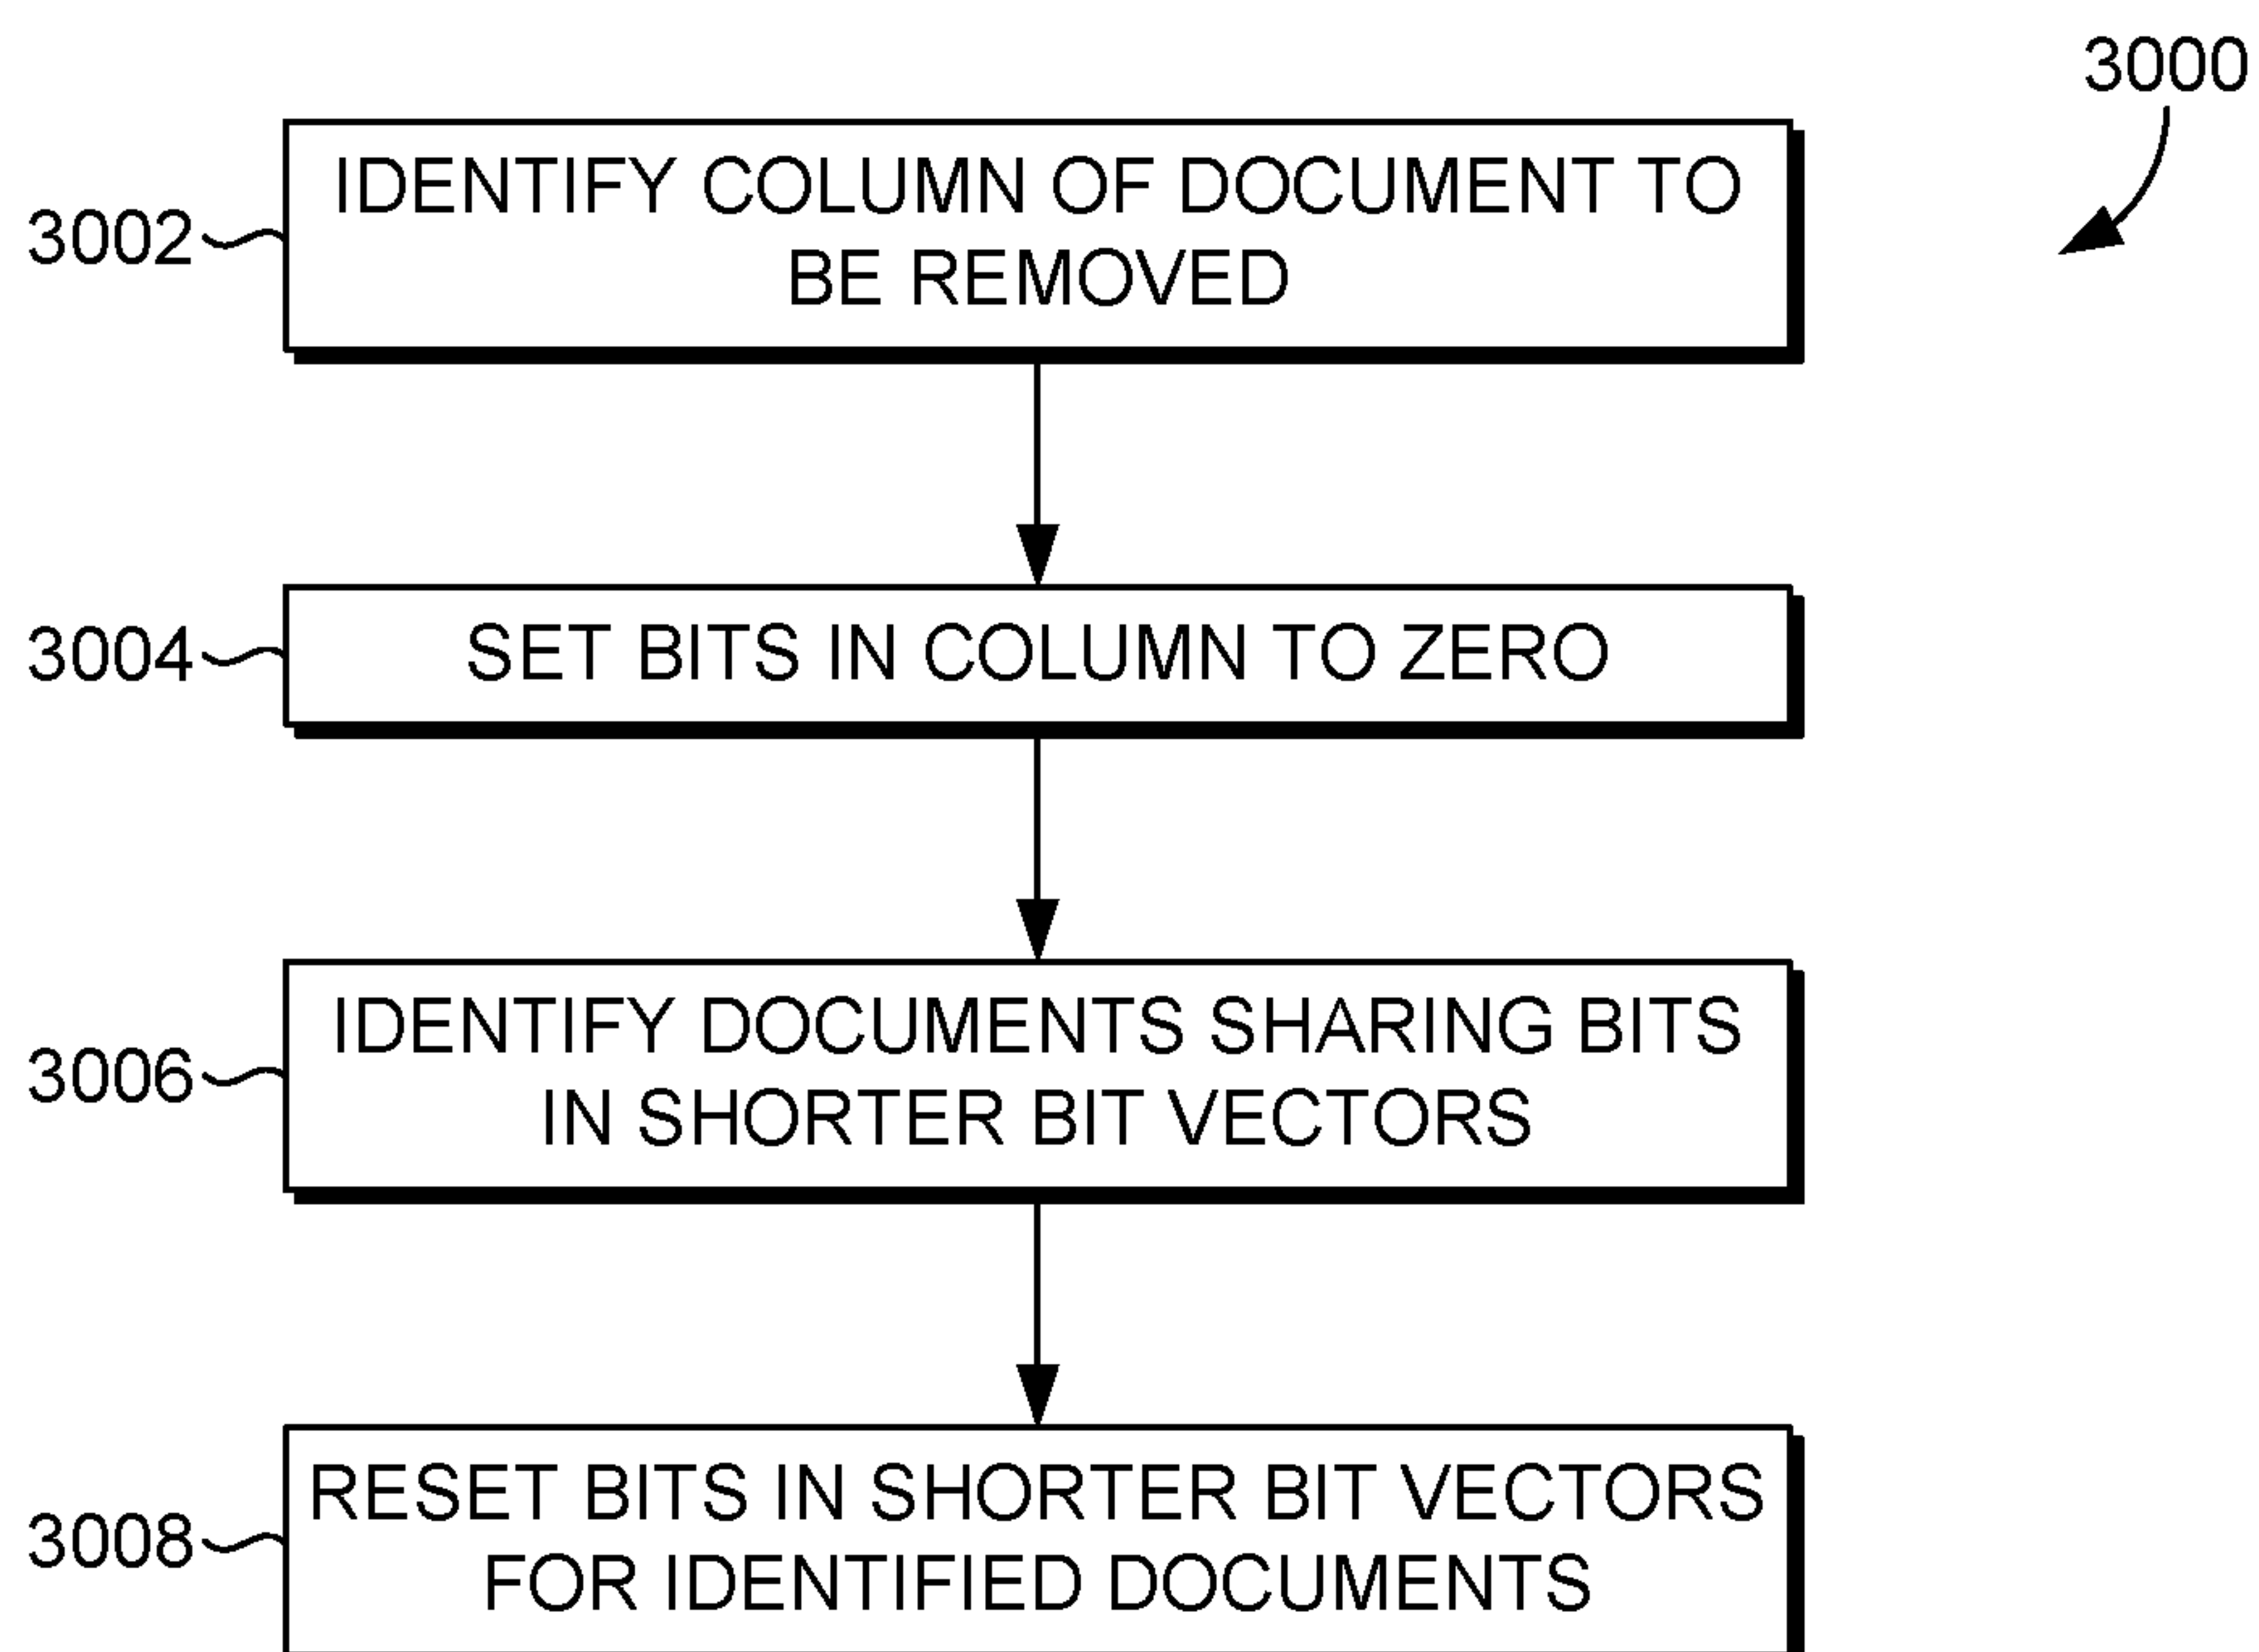 3000
IDENTIFY COLUMN OF DOCUMENT TO
BE REMOVED
3002
SET BITS IN COLUMN TO ZERO
3004
IDENTIFY DOCUMENTS SHARING BITS
IN SHORTER BIT VECTORS
3006
RESET BITS IN SHORTER BIT VECTORS
FOR IDENTIFIED DOCUMENTS
3008